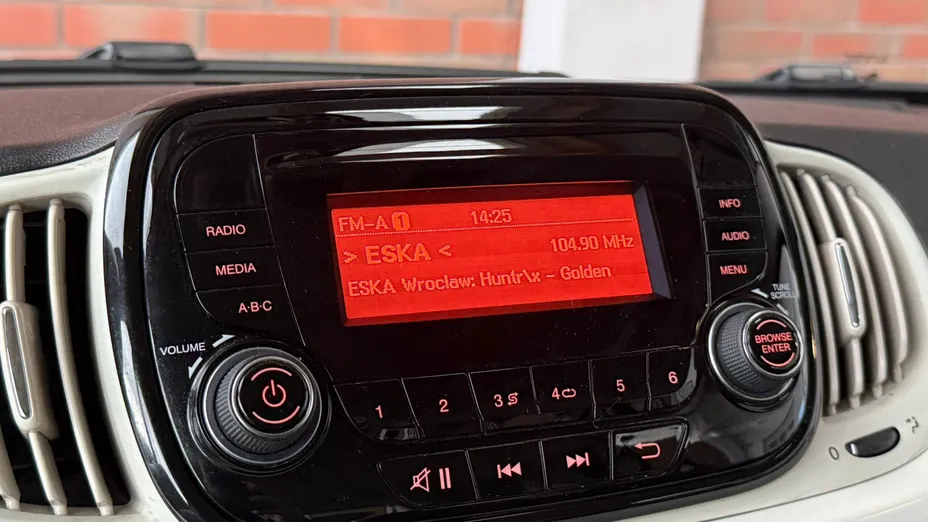 FM-A 1 14:25
> ESKA < 104.90 MHz
ESKA Wroclaw: Huntr\x - Golden
RADIO
MEDIA
A·B·C
INFO
AUDIO
MENU
VOLUME
TUNE
SCROLL
BROWSE
ENTER
1 2 3 4 5 6
0